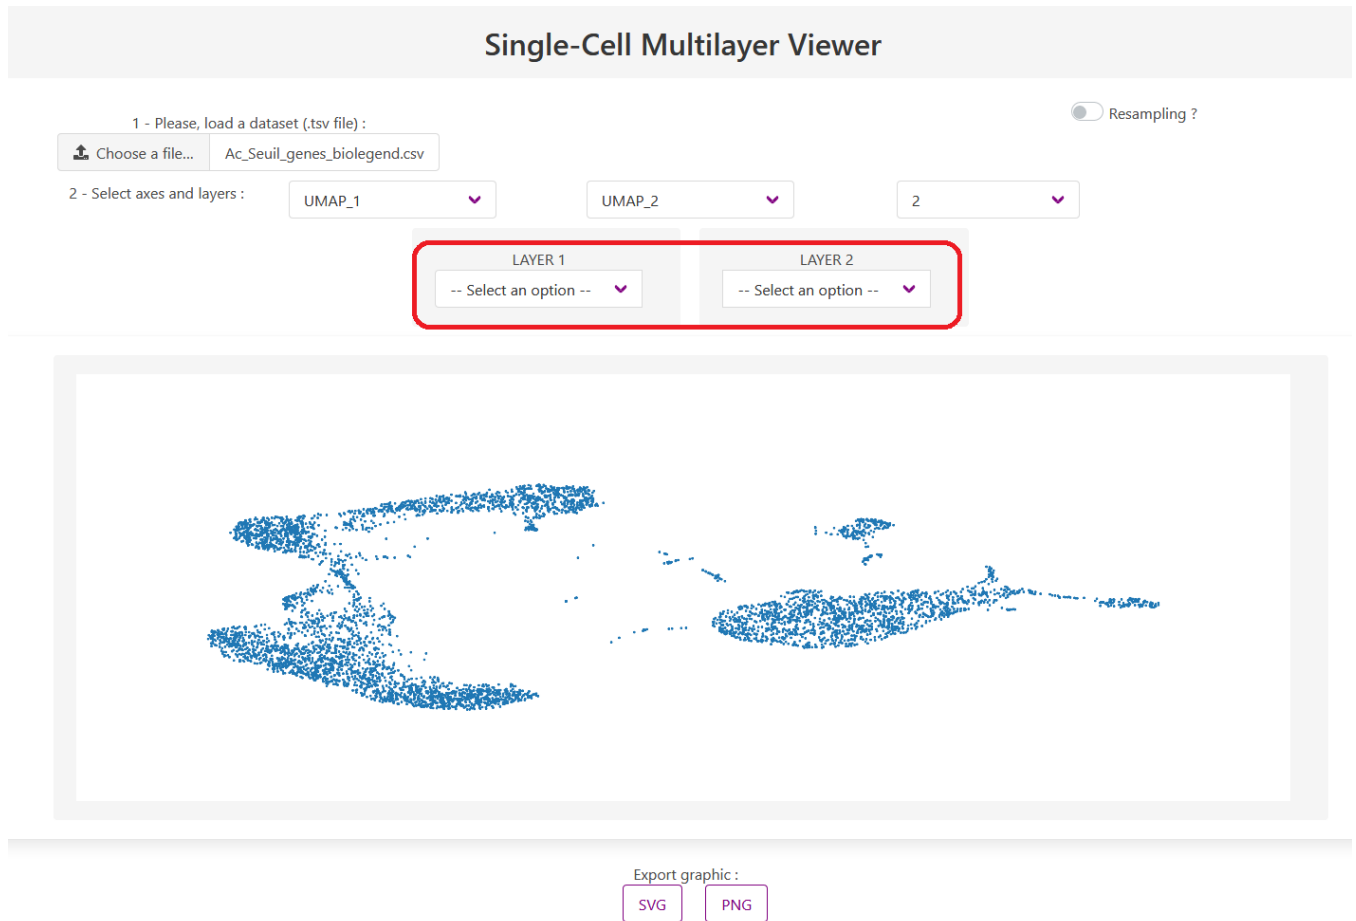 Single-Cell Multilayer Viewer
1 - Please, load a dataset (.tsv file) :
Resampling ?
Choose a file... Ac_Seuil_genes_biolegend.csv
2 - Select axes and layers :
UMAP_1 UMAP_2 2
LAYER 1 LAYER 2
-- Select an option -- -- Select an option --
Export graphic :
SVG PNG